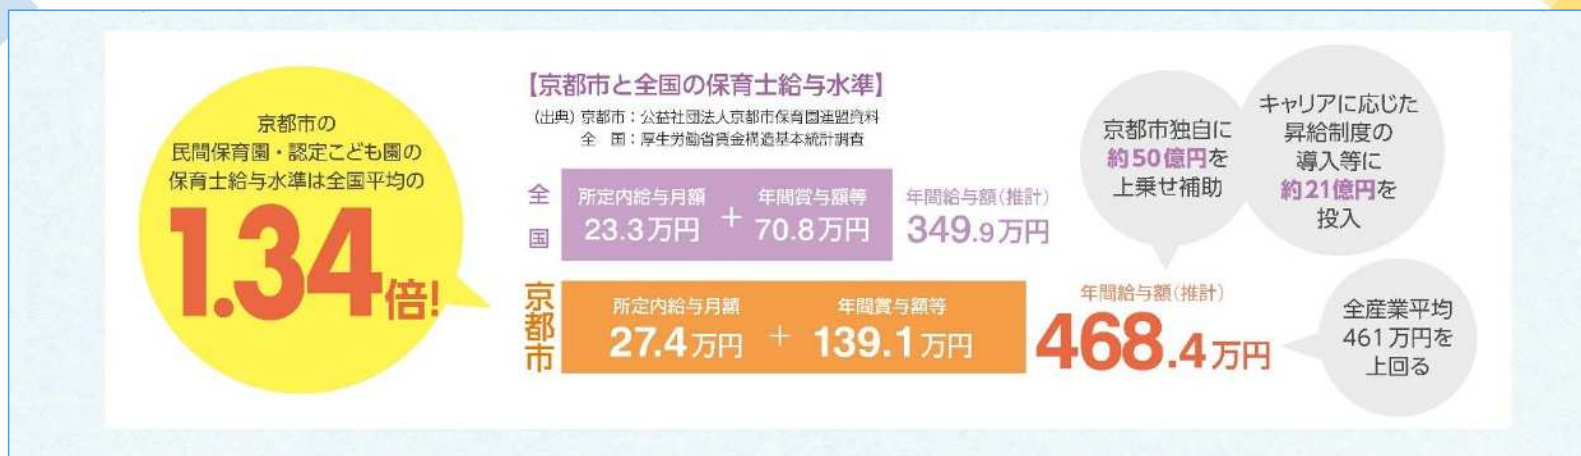 京都市の
民間保育園・認定こども園の
保育士給与水準は全国平均の
1.34倍!
【京都市と全国の保育士給与水準】
(出典)京都市:公益社団法人京都市保育園連盟資料
全 国:厚生労働省賃金構造基本統計調査
全国
所定内給与月額 年間賞与額等 年間給与額(推計)
23.3万円 + 70.8万円 349.9万円
京都市
所定内給与月額 年間賞与額等 年間給与額(推計)
27.4万円 + 139.1万円 468.4万円
京都市独自に
約50億円を
上乗せ補助
キャリアに応じた
昇給制度の
導入等に
約21億円を
投入
全産業平均
461万円を
上回る